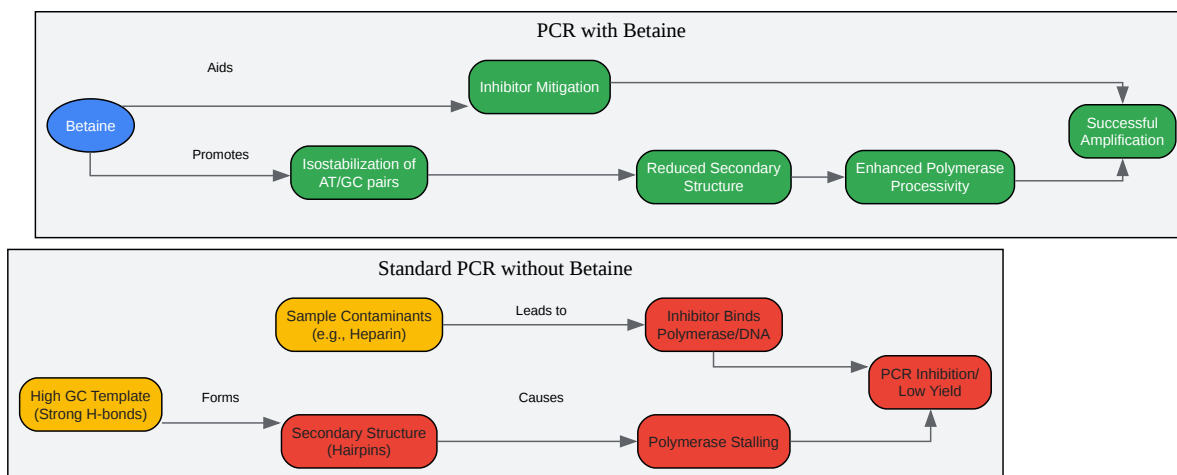 PCR with Betaine
Aids
Inhibitor Mitigation
Betaine
Successful
Amplification
Promotes
Isostabilization of
AT/GC pairs
Reduced Secondary
Structure
Enhanced Polymerase
Processivity
Standard PCR without Betaine
Sample Contaminants
(e.g., Heparin)
Leads to
Inhibitor Binds
Polymerase/DNA
PCR Inhibition/
Low Yield
High GC Template
(Strong H-bonds)
Forms
Secondary Structure
(Hairpins)
Causes
Polymerase Stalling